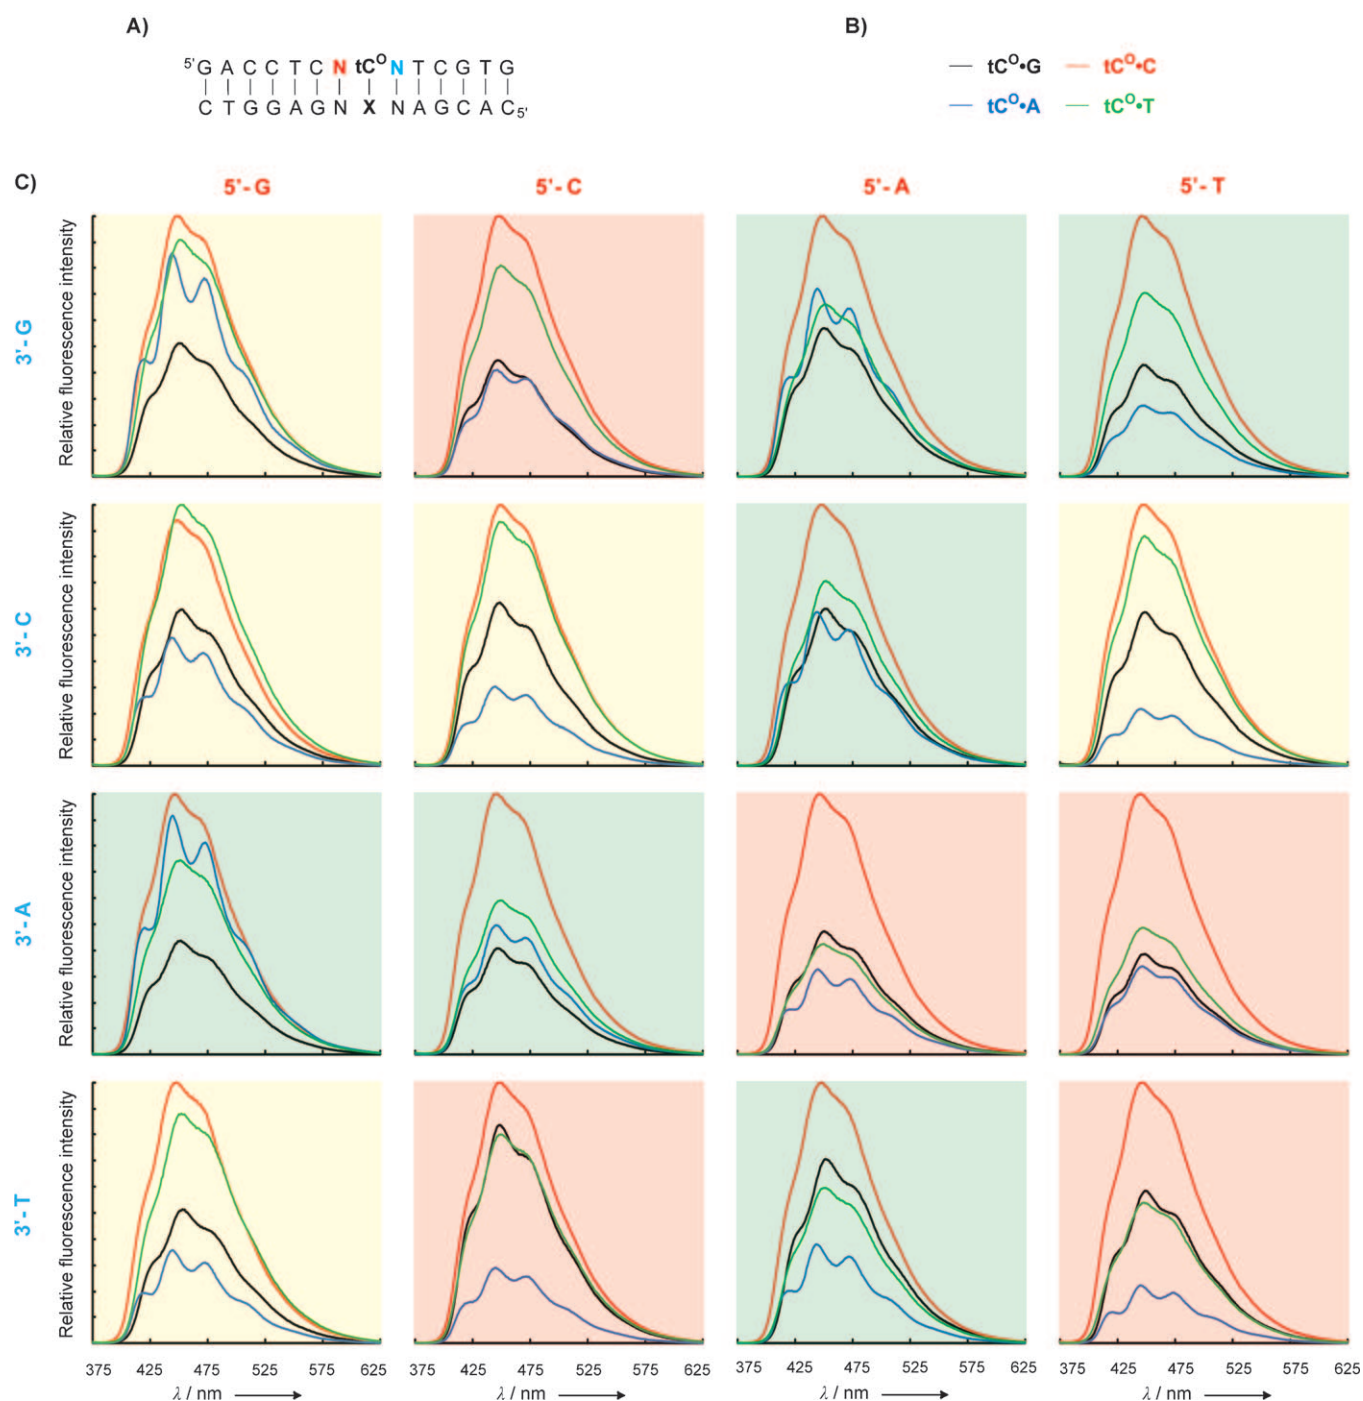 A)
5'G A C C T C N tCO N T C G T G
C T G G A G N X N A G C A C5'
B)
tCO•G tCO•C
tCO•A tCO•T
C)
5'-G 5'-C 5'-A 5'-T
3'-G
Relative fluorescence intensity
3'-C
Relative fluorescence intensity
3'-A
Relative fluorescence intensity
3'-T
Relative fluorescence intensity
375 425 475 525 575 625 375 425 475 525 575 625 375 425 475 525 575 625 375 425 475 525 575 625
λ / nm λ / nm λ / nm λ / nm